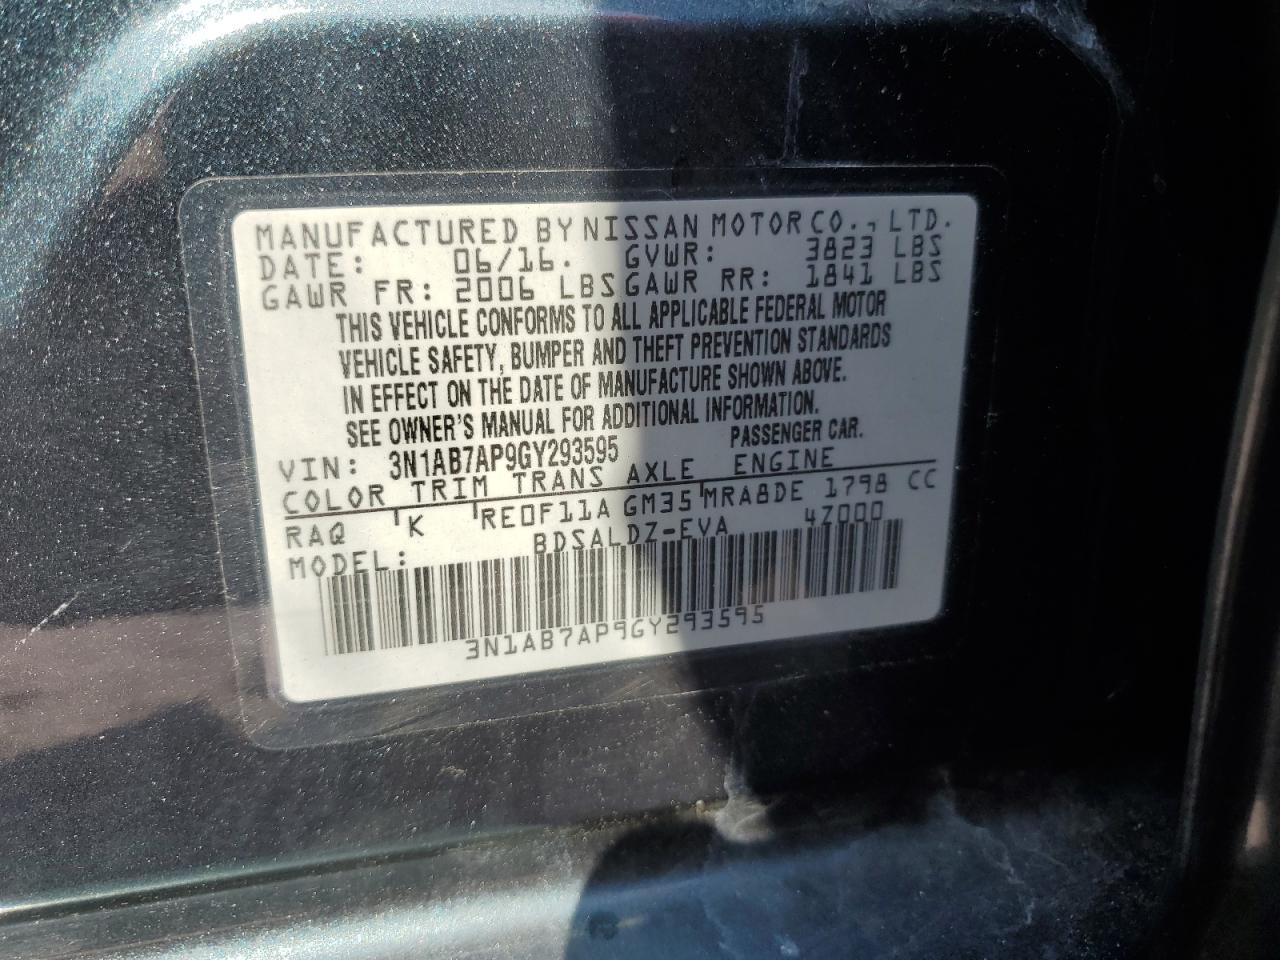 MANUFACTURED BY NISSAN MOTOR CO., LTD.
DATE: 06/16. GVWR: 3823 LBS
GAWR FR: 2006 LBS GAWR RR: 1841 LBS
THIS VEHICLE CONFORMS TO ALL APPLICABLE FEDERAL MOTOR
VEHICLE SAFETY, BUMPER AND THEFT PREVENTION STANDARDS
IN EFFECT ON THE DATE OF MANUFACTURE SHOWN ABOVE.
SEE OWNER'S MANUAL FOR ADDITIONAL INFORMATION.
VIN: 3N1AB7AP9GY293595 PASSENGER CAR.
COLOR TRIM TRANS AXLE ENGINE
RAQ K RE0F11A GM35 MRA8DE 1798 CC
MODEL: BDSALDZ-EVA 4Z000
3N1AB7AP9GY293595